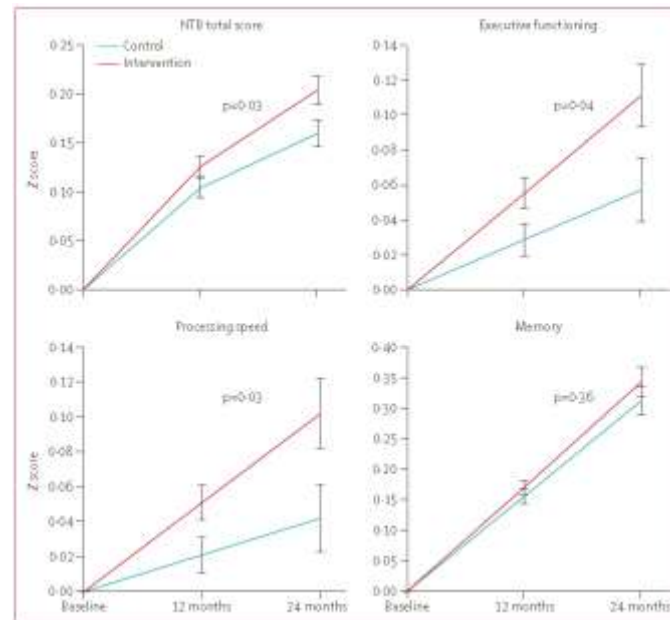 NTB total score
0·25
0·20
0·15
0·10
0·05
0·00
Z score
Control
Intervention
p=0·03
Executive functioning
0·14
0·12
0·10
0·08
0·06
0·04
0·02
0·00
p=0·04
Processing speed
0·14
0·12
0·10
0·08
0·06
0·04
0·02
0·00
Z score
p=0·03
Baseline
12 months
24 months
Memory
0·40
0·35
0·30
0·25
0·20
0·15
0·10
0·05
0·00
p=0·36
Baseline
12 months
24 months